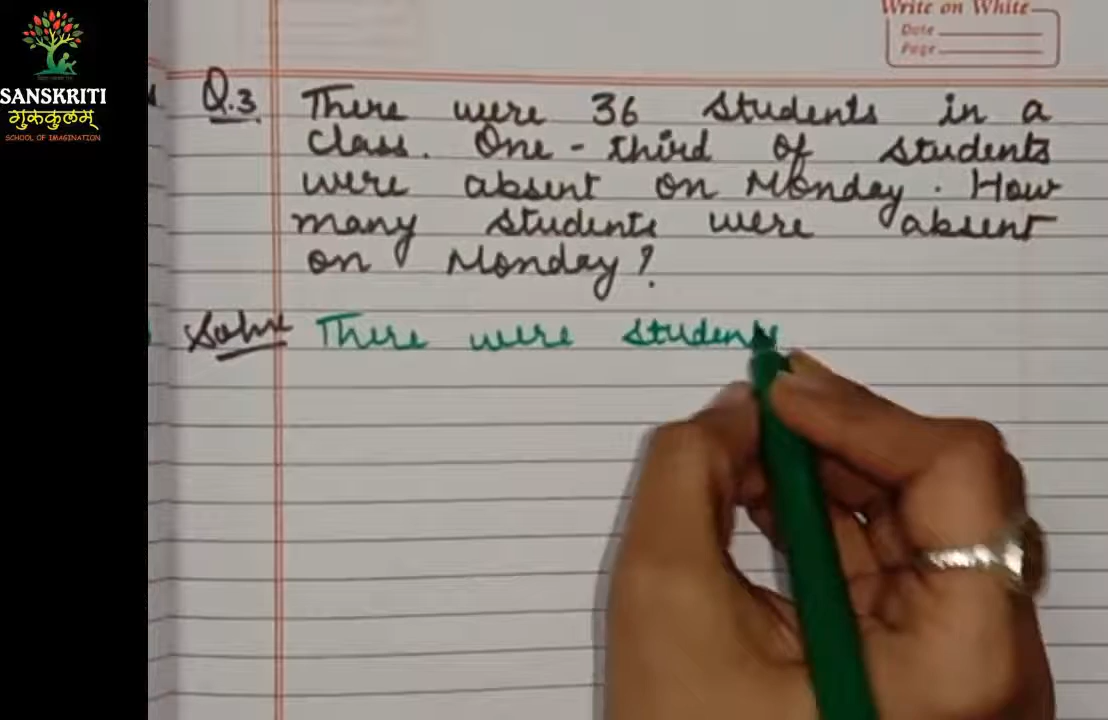 Write on White
Date
Page
SANSKRITI
गुरुकुलम्
SCHOOL OF IMAGINATION
Q.3 There were 36 students in a
class. One-third of students
were absent on Monday. How
many students were absent
on Monday?
Soln There were students